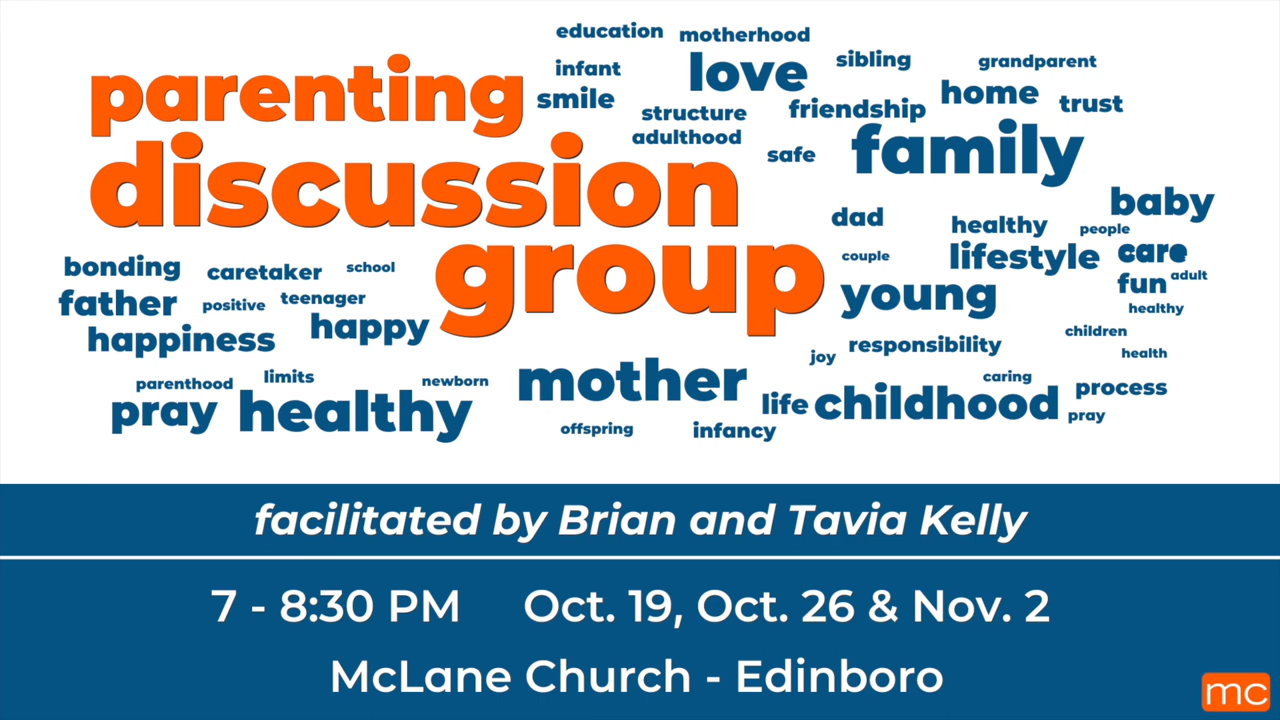 parenting
discussion
group
education motherhood
infant love sibling grandparent
smile structure friendship home trust
adulthood safe family
dad healthy people baby
couple lifestyle care
young fun adult
healthy
bonding caretaker school
father positive teenager
happiness happy
parenthood limits newborn
pray healthy
mother
offspring infancy
joy responsibility children
health
life childhood caring process
pray
facilitated by Brian and Tavia Kelly
7 - 8:30 PM Oct. 19, Oct. 26 & Nov. 2
McLane Church - Edinboro
mc